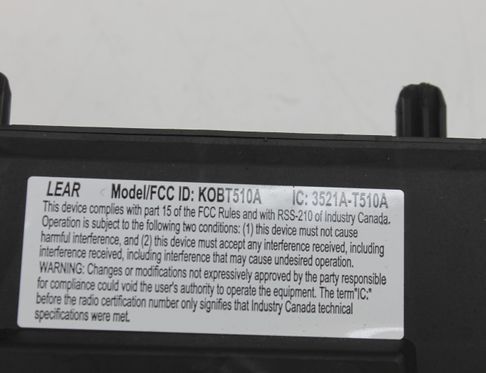 LEAR Model/FCC ID: KOBT510A IC: 3521A-T510A
This device complies with part 15 of the FCC Rules and with RSS-210 of Industry Canada.
Operation is subject to the following two conditions: (1) this device must not cause
harmful interference, and (2) this device must accept any interference received, including
interference received, including interference that may cause undesired operation.
WARNING: Changes or modifications not expressively approved by the party responsible
for compliance could void the user's authority to operate the equipment. The term"IC:"
before the radio certification number only signifies that Industry Canada technical
specifications were met.